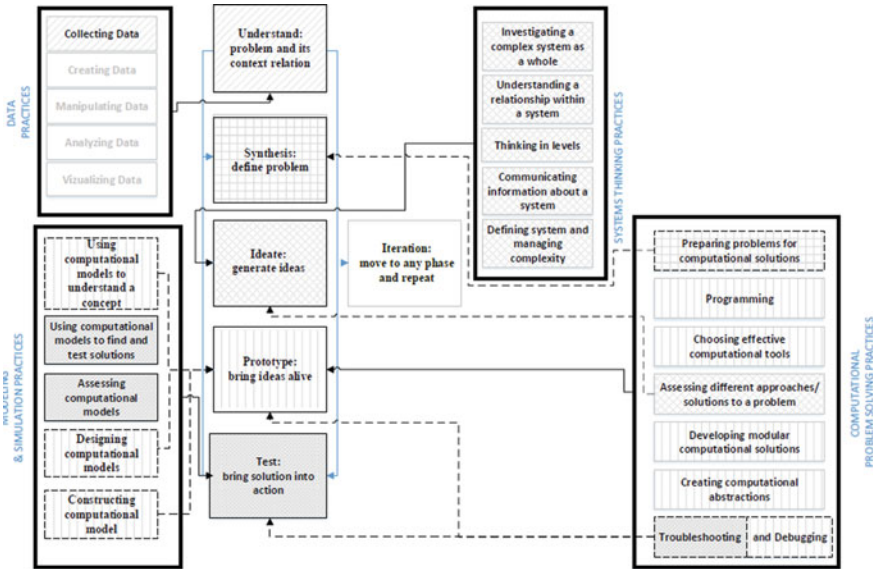 DATA
PRACTICES
Collecting Data
Creating Data
Manipulating Data
Analyzing Data
Vizualizing Data
& SIMULATION PRACTICES
Using
computational
models to
understand a
concept
Using computational
models to find and
test solutions
Assessing
computational
models
Designing
computational
models
Constructing
computational
model
Understand:
problem and its
context relation
Synthesis:
define problem
Ideate:
generate ideas
Iteration:
move to any phase
and repeat
Prototype:
bring ideas alive
Test:
bring solution into
action
Investigating a
complex system as
a whole
Understanding a
relationship within
a system
Thinking in levels
Communicating
information about a
system
Defining system and
managing
complexity
SYSTEMS THINKING PRACTICES
Preparing problems for
computational solutions
Programming
Choosing effective
computational tools
Assessing different approaches/
solutions to a problem
Developing modular
computational solutions
Creating computational
abstractions
Troubleshooting and Debugging
COMPUTATIONAL
PROBLEM SOLVING PRACTICES